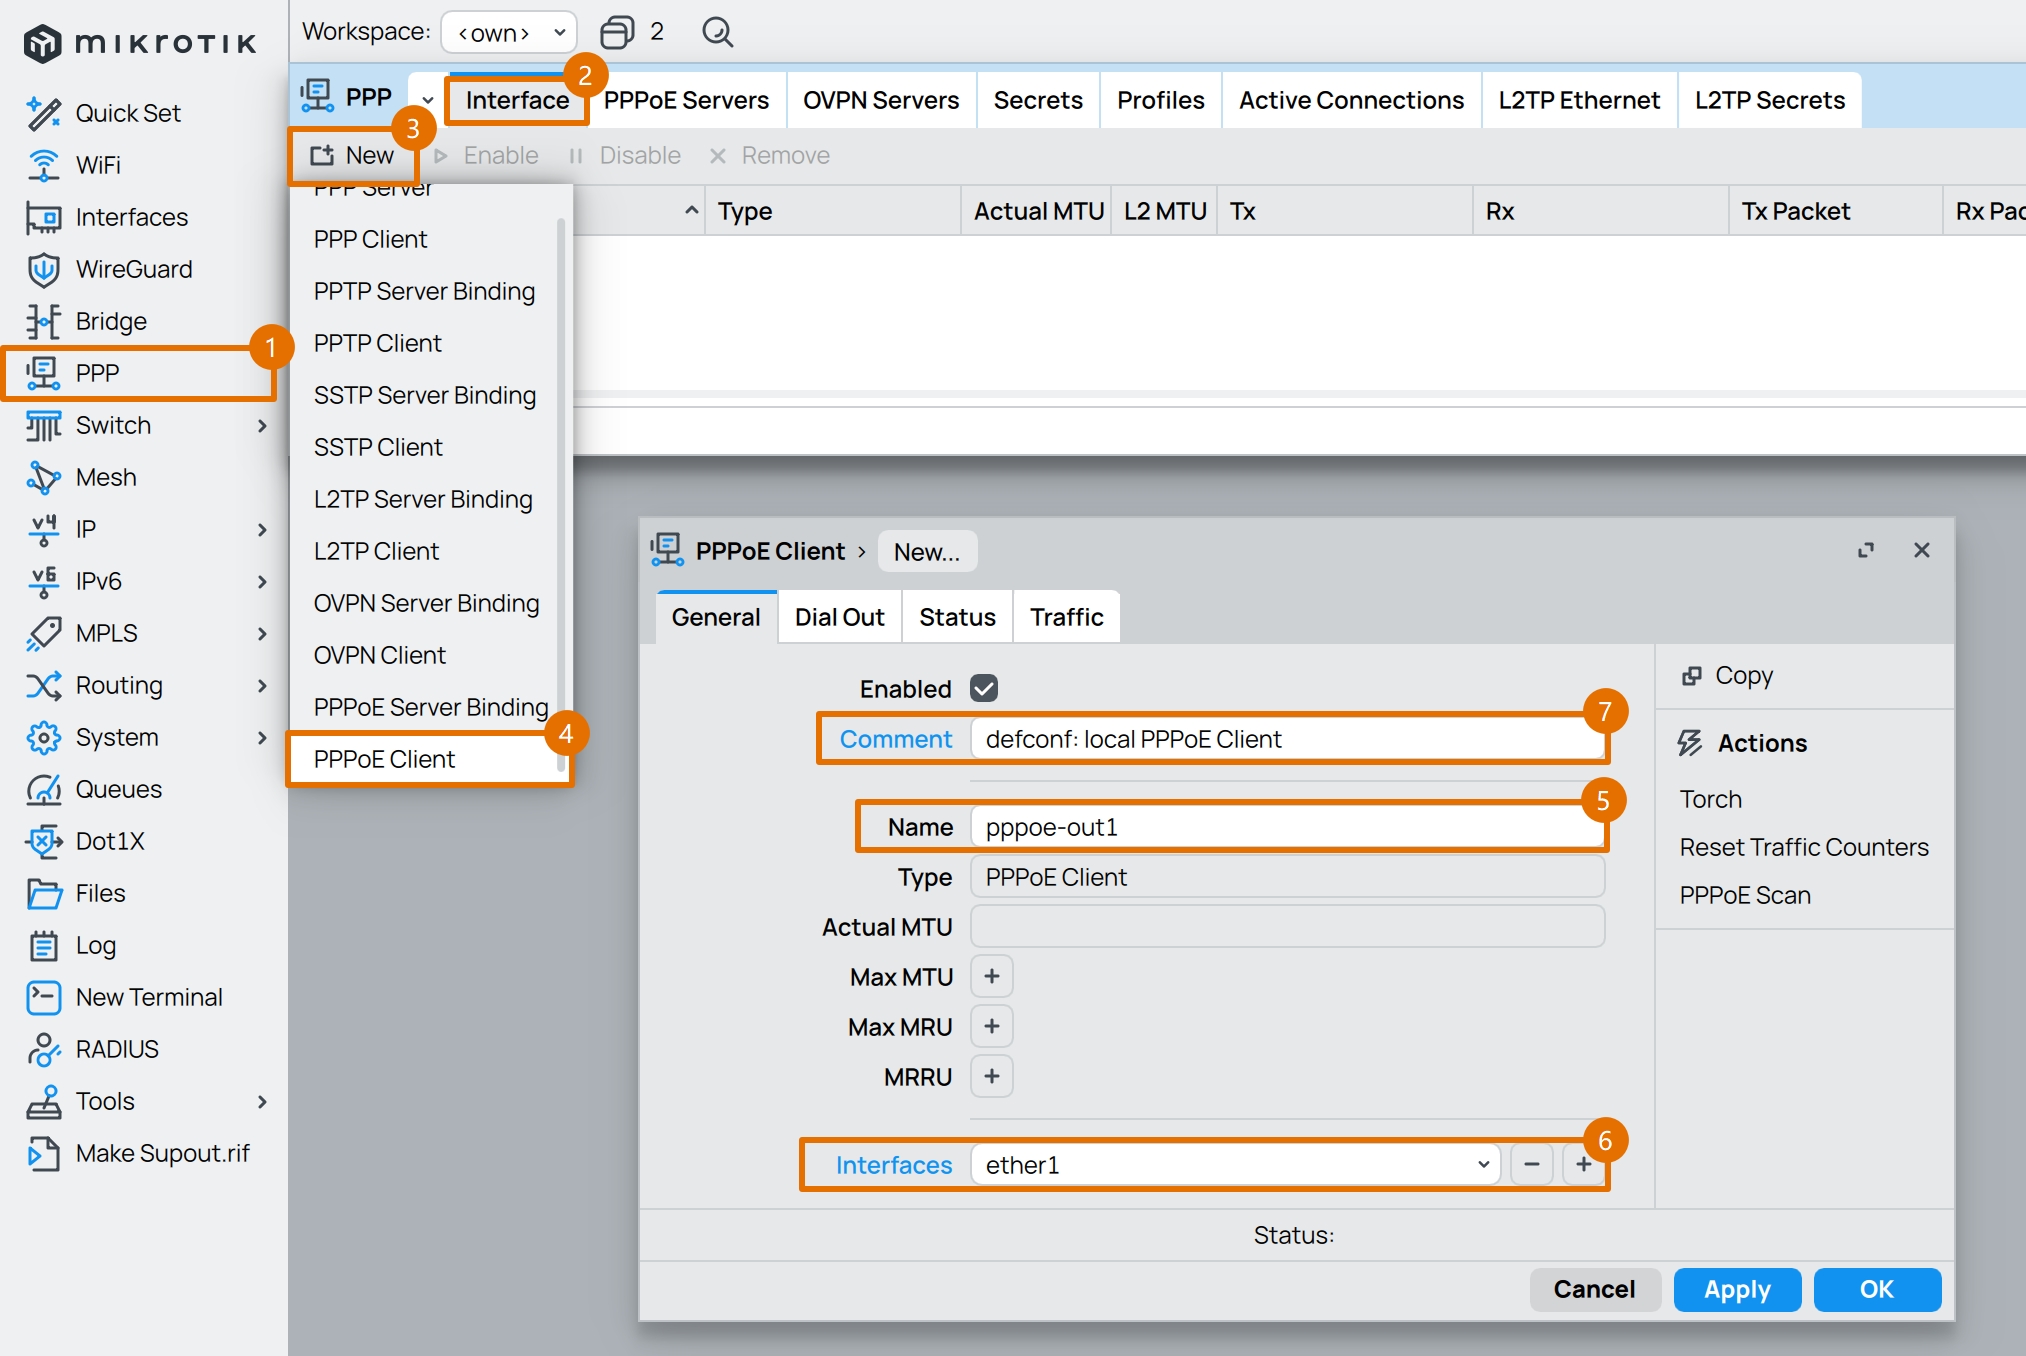 mikrotik
Workspace:
<own>
2
Quick Set
WiFi
Interfaces
WireGuard
Bridge
1
PPP
Switch
Mesh
v4
IP
v6
IPv6
MPLS
Routing
System
Queues
Dot1X
Files
Log
New Terminal
RADIUS
Tools
Make Supout.rif
PPP
2
Interface
PPPoE Servers
OVPN Servers
Secrets
Profiles
Active Connections
L2TP Ethernet
L2TP Secrets
3
New
Enable
Disable
Remove
Type
Actual MTU
L2 MTU
Tx
Rx
Tx Packet
Rx Pac
PPP Server
PPP Client
PPTP Server Binding
PPTP Client
SSTP Server Binding
SSTP Client
L2TP Server Binding
L2TP Client
OVPN Server Binding
OVPN Client
PPPoE Server Binding
4
PPPoE Client
PPPoE Client > New...
General
Dial Out
Status
Traffic
Enabled
7
Comment defconf: local PPPoE Client
5
Name pppoe-out1
Type PPPoE Client
Actual MTU
Max MTU +
Max MRU +
MRRU +
6
Interfaces ether1 − +
Copy
Actions
Torch
Reset Traffic Counters
PPPoE Scan
Status:
Cancel
Apply
OK